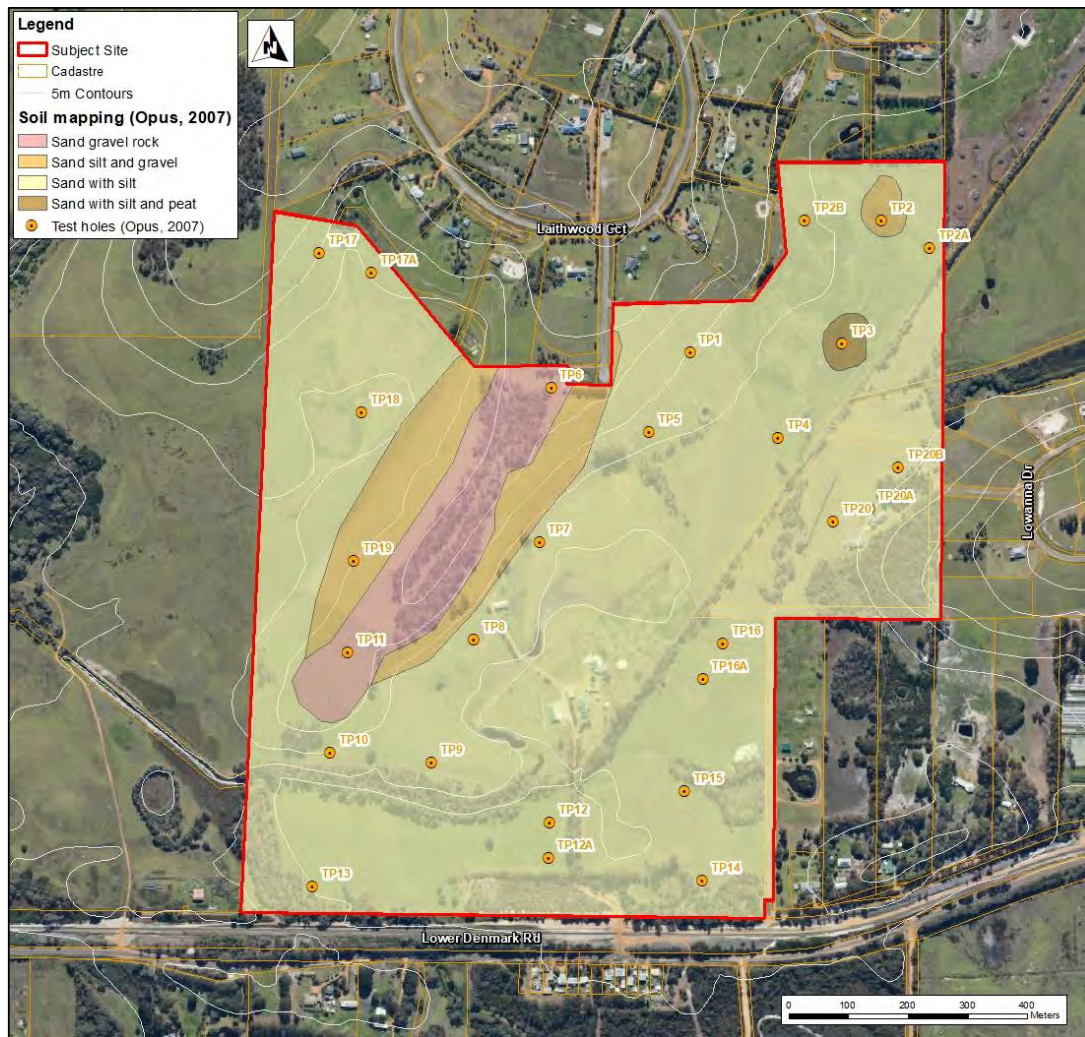 Legend
Subject Site
Cadastre
5m Contours
Soil mapping (Opus, 2007)
Sand gravel rock
Sand silt and gravel
Sand with silt
Sand with silt and peat
Test holes (Opus, 2007)
N
Laithwood Cct
TP2B
TP2
TP2A
TP17
TP17A
TP3
TP1
TP6
TP18
TP5
TP4
TP20B
TP20A
TP20
Lowanna Dr
TP7
TP19
TP8
TP11
TP16
TP16A
TP10
TP9
TP15
TP12
TP12A
TP14
TP13
Lower Denmark Rd
0 100 200 300 400
Meters